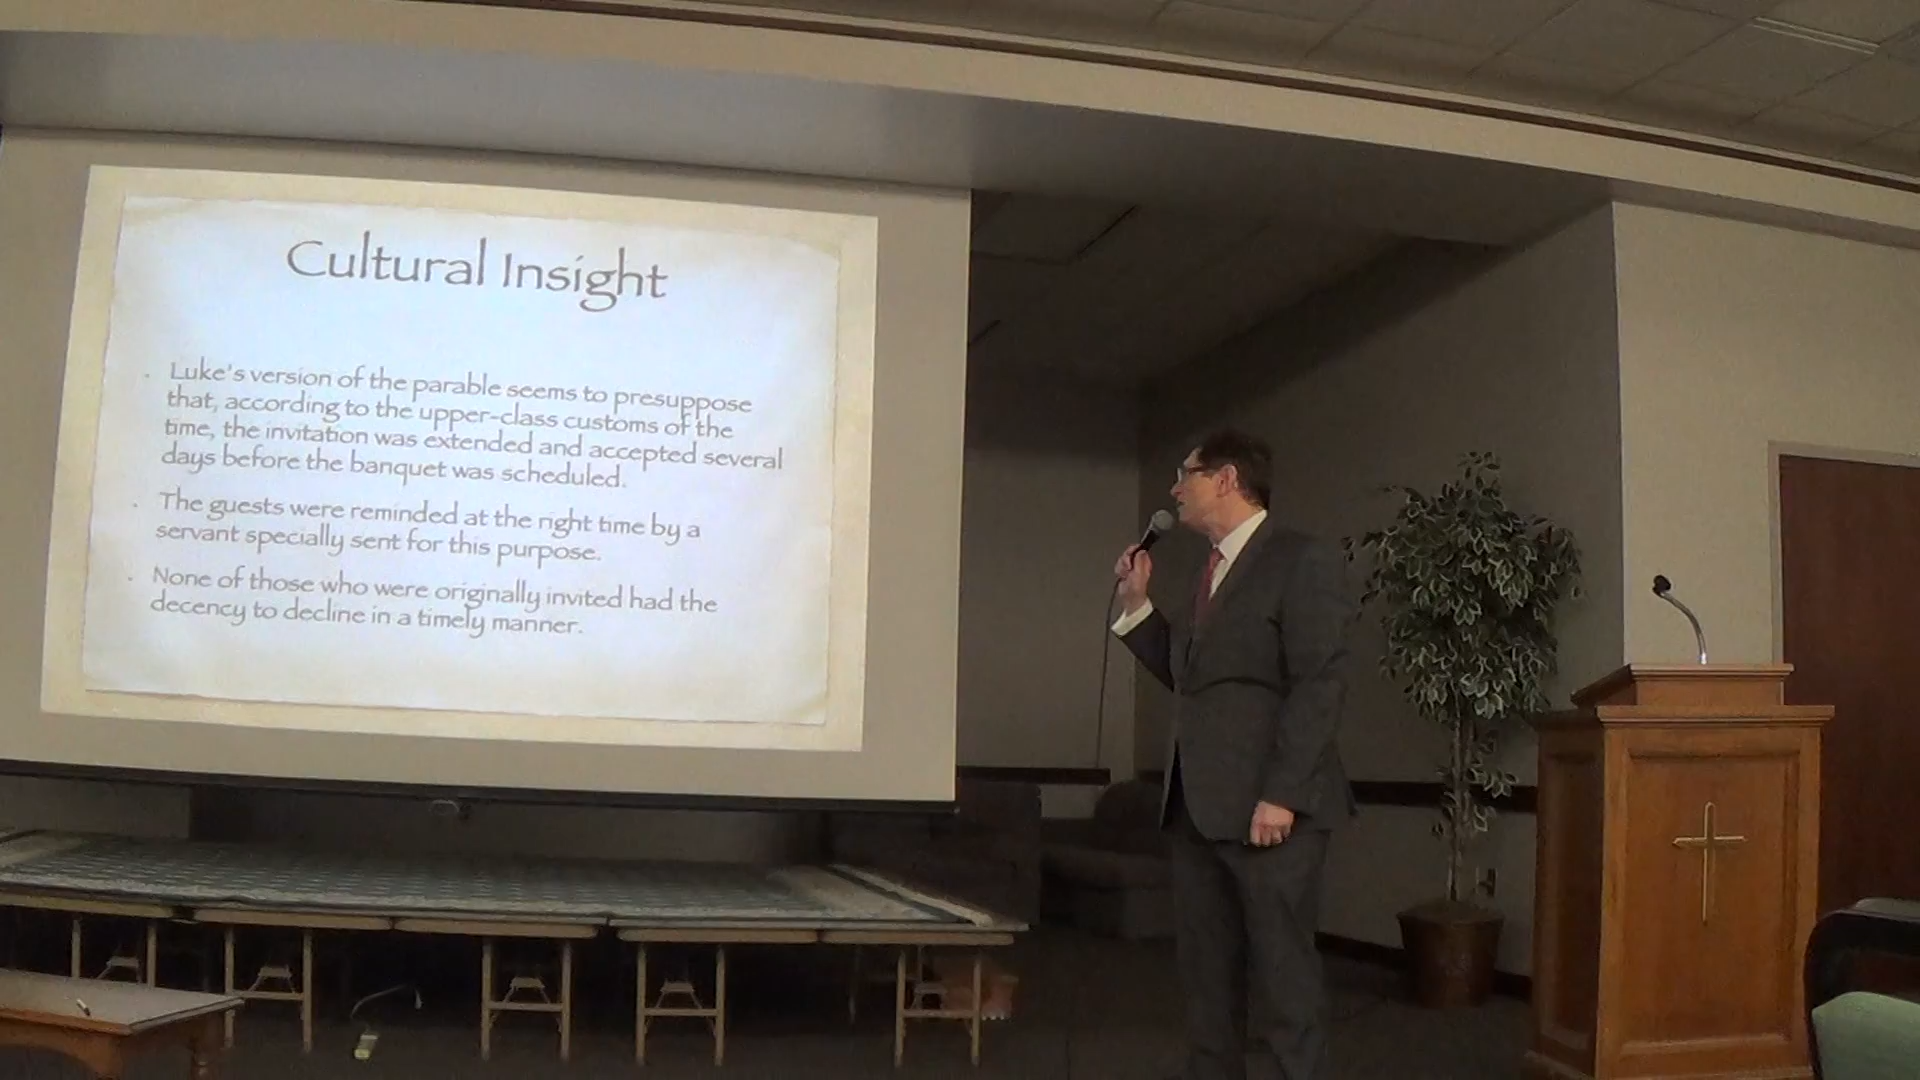 Cultural Insight
Luke's version of the parable seems to presuppose
that, according to the upper-class customs of the
time, the invitation was extended and accepted several
days before the banquet was scheduled.
The guests were reminded at the right time by a
servant specially sent for this purpose.
None of those who were originally invited had the
decency to decline in a timely manner.